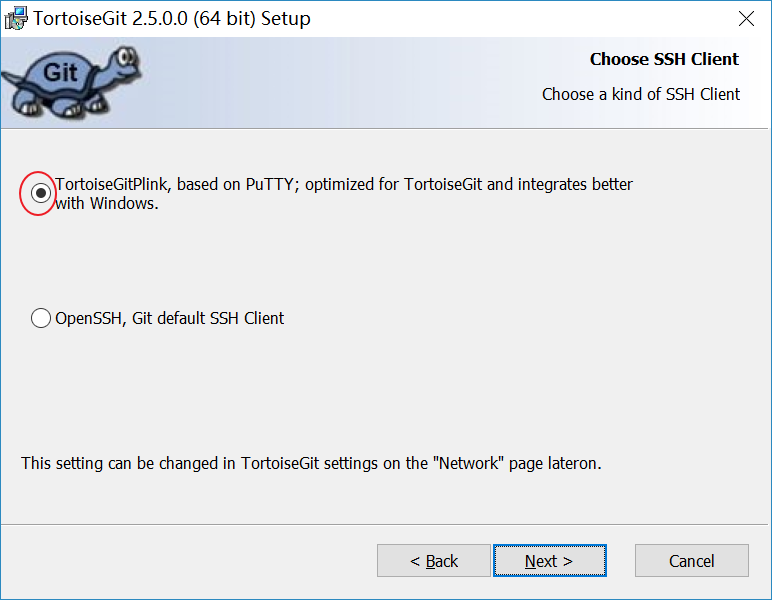 TortoiseGit 2.5.0.0 (64 bit) Setup
Git
Choose SSH Client
Choose a kind of SSH Client
TortoiseGitPlink, based on PuTTY; optimized for TortoiseGit and integrates better
with Windows.
OpenSSH, Git default SSH Client
This setting can be changed in TortoiseGit settings on the "Network" page lateron.
< Back
Next >
Cancel